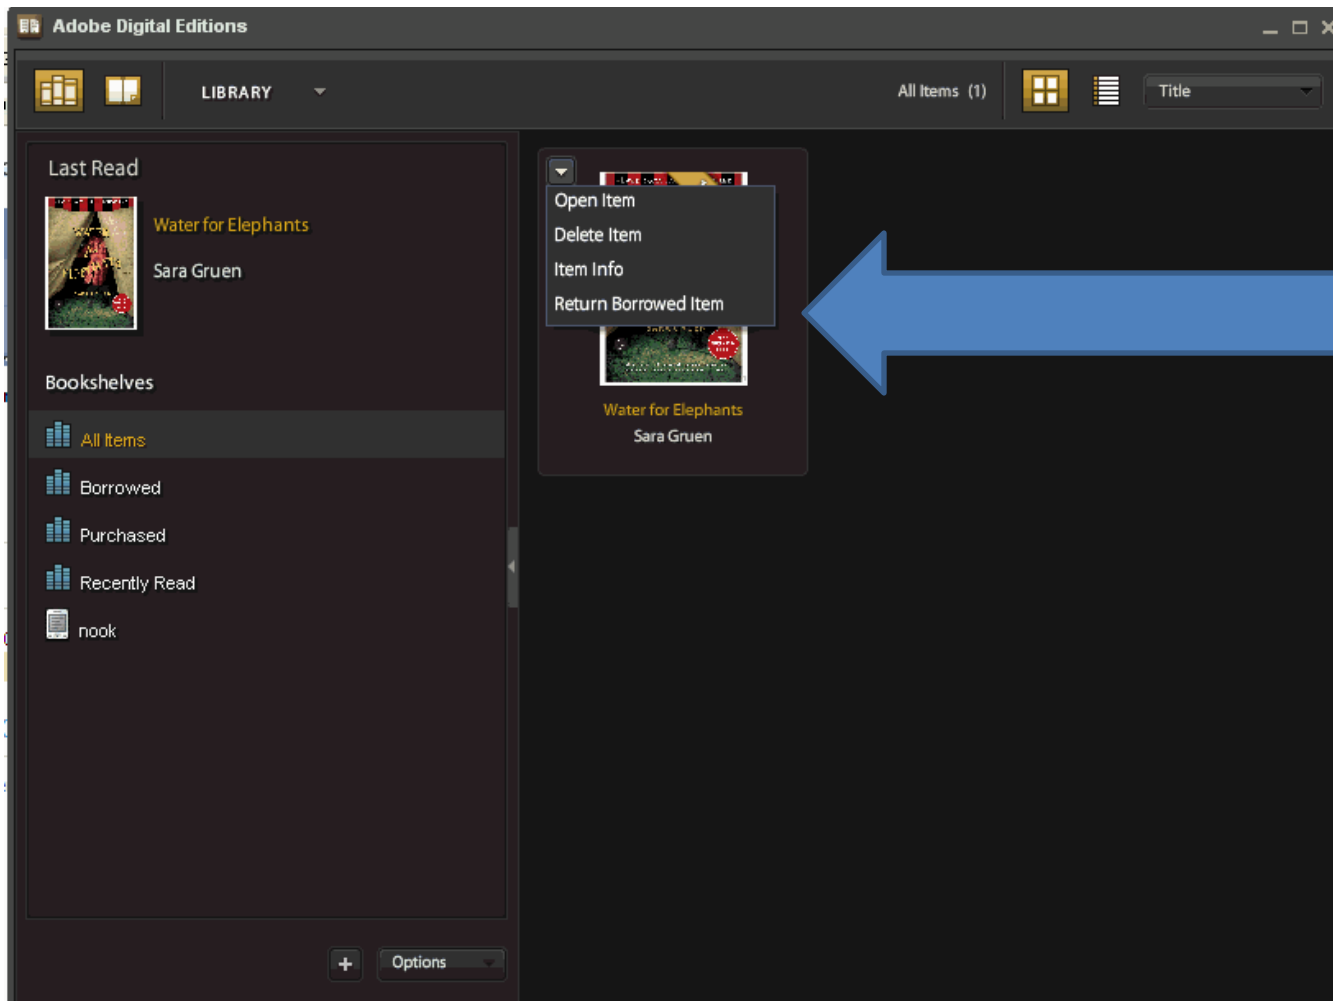 Adobe Digital Editions
LIBRARY
All Items (1)
Title
Last Read
Water for Elephants
Sara Gruen
Bookshelves
All Items
Borrowed
Purchased
Recently Read
nook
Options
Open Item
Delete Item
Item Info
Return Borrowed Item
Water for Elephants
Sara Gruen